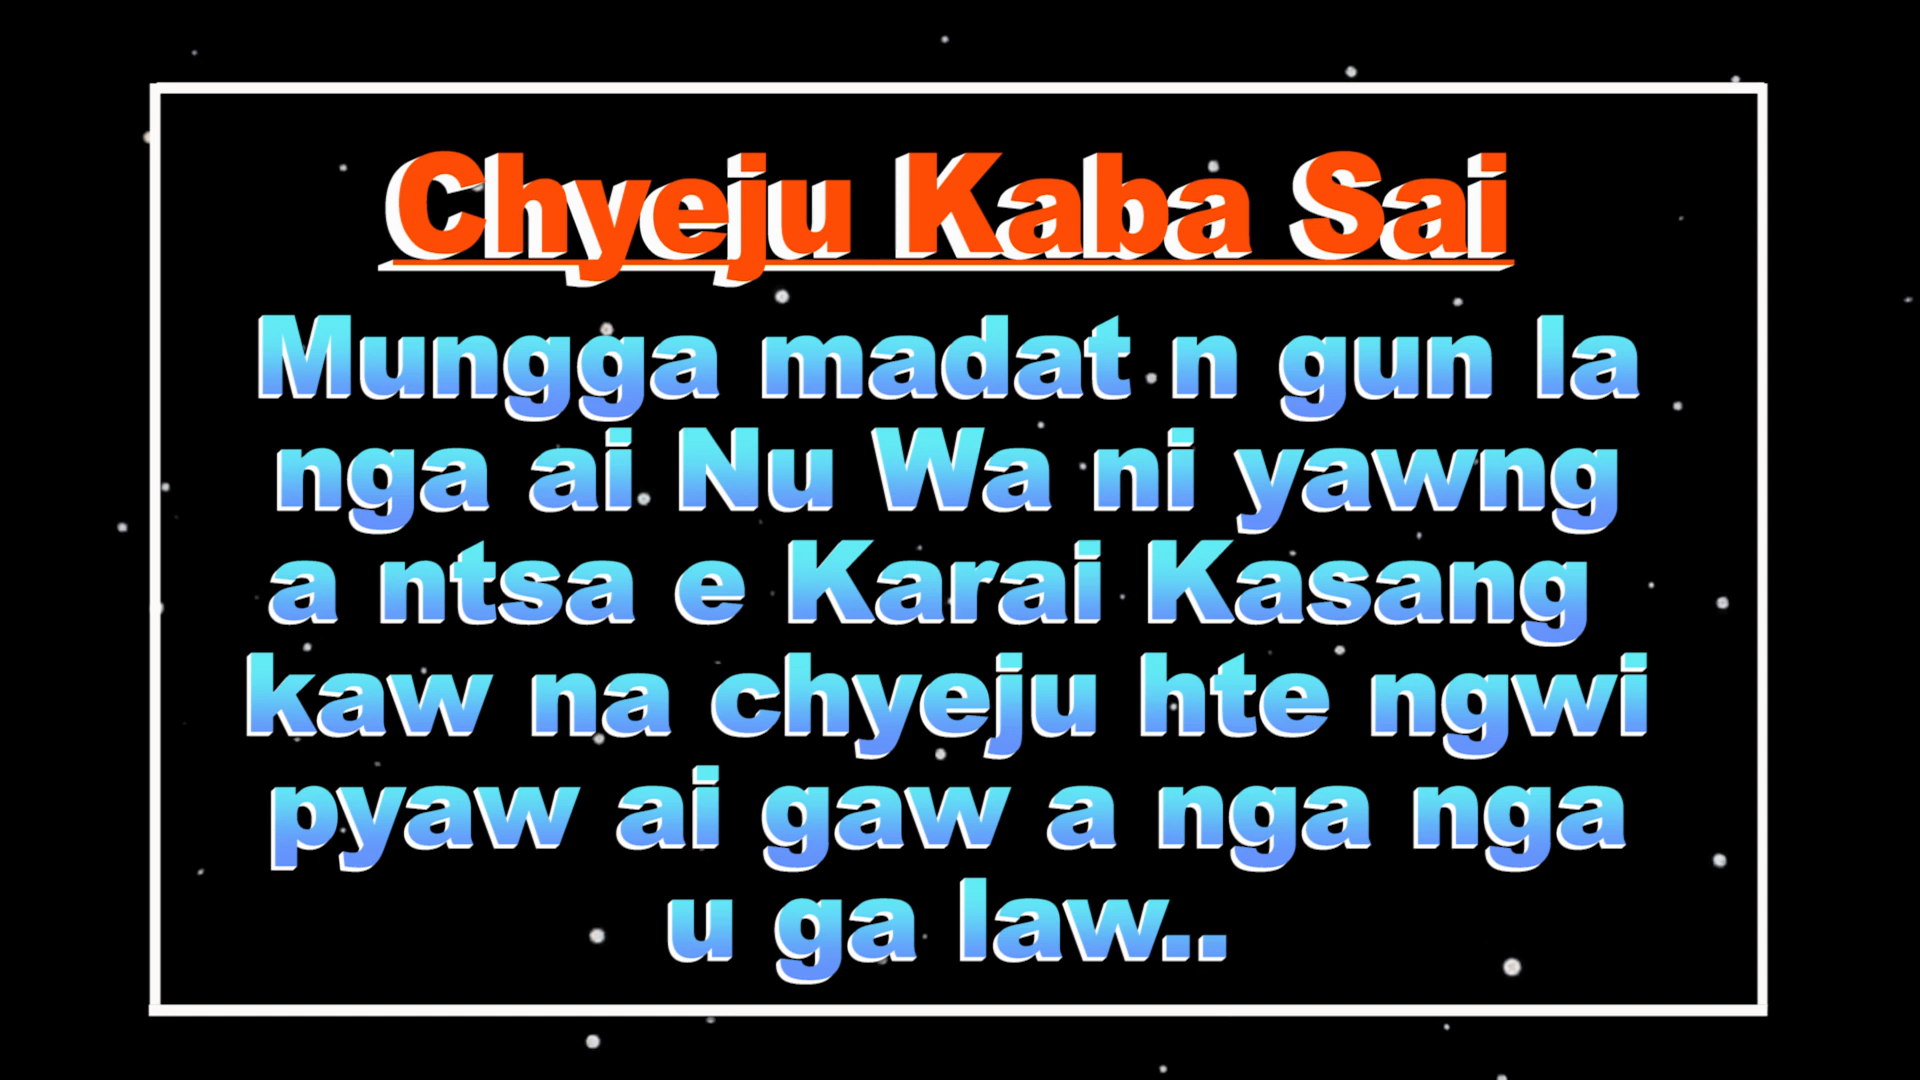 Chyeju Kaba Sai
Mungga madat n gun la
nga ai Nu Wa ni yawng
a ntsa e Karai Kasang
kaw na chyeju hte ngwi
pyaw ai gaw a nga nga
u ga law..